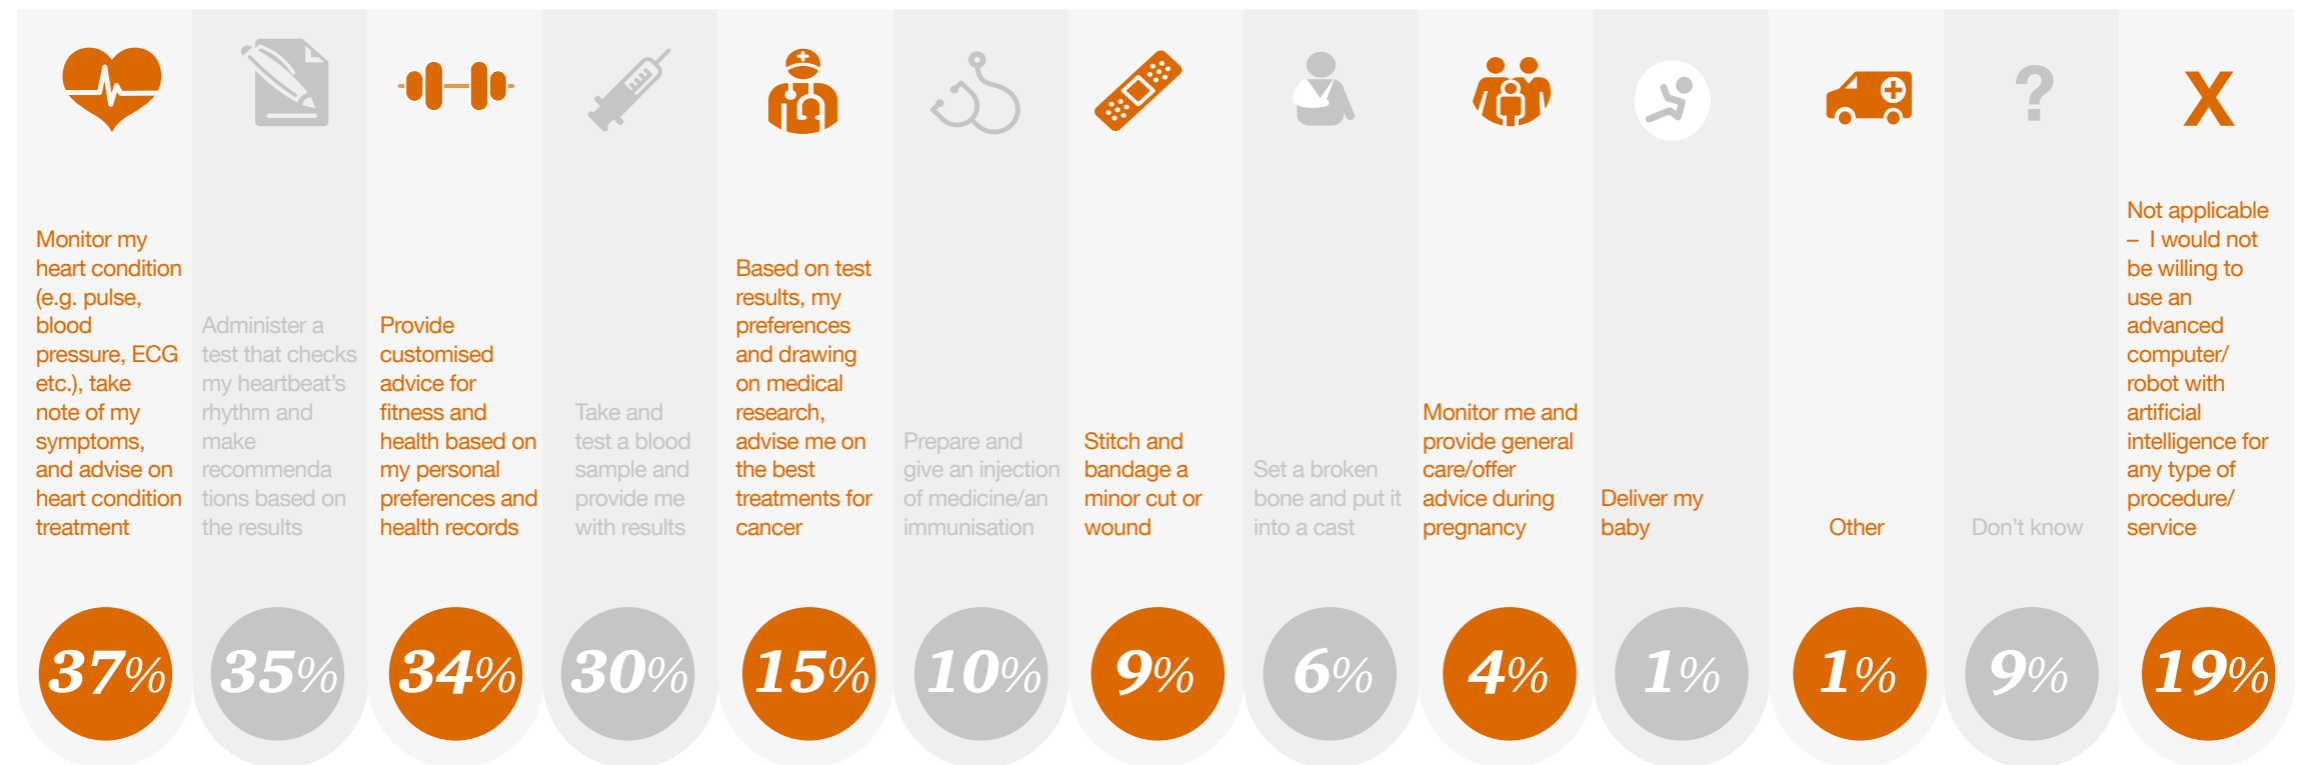 Monitor my
heart condition
(e.g. pulse,
blood
pressure, ECG
etc.), take
note of my
symptoms,
and advise on
heart condition
treatment
37%
Administer a
test that checks
my heartbeat's
rhythm and
make
recommenda
tions based on
the results
35%
Provide
customised
advice for
fitness and
health based on
my personal
preferences and
health records
34%
Take and
test a blood
sample and
provide me
with results
30%
Based on test
results, my
preferences
and drawing
on medical
research,
advise me on
the best
treatments for
cancer
15%
Prepare and
give an injection
of medicine/an
immunisation
10%
Stitch and
bandage a
minor cut or
wound
9%
Set a broken
bone and put it
into a cast
6%
Monitor me and
provide general
care/offer
advice during
pregnancy
4%
Deliver my
baby
1%
Other
1%
?
Don't know
9%
X
Not applicable
– I would not
be willing to
use an
advanced
computer/
robot with
artificial
intelligence for
any type of
procedure/
service
19%